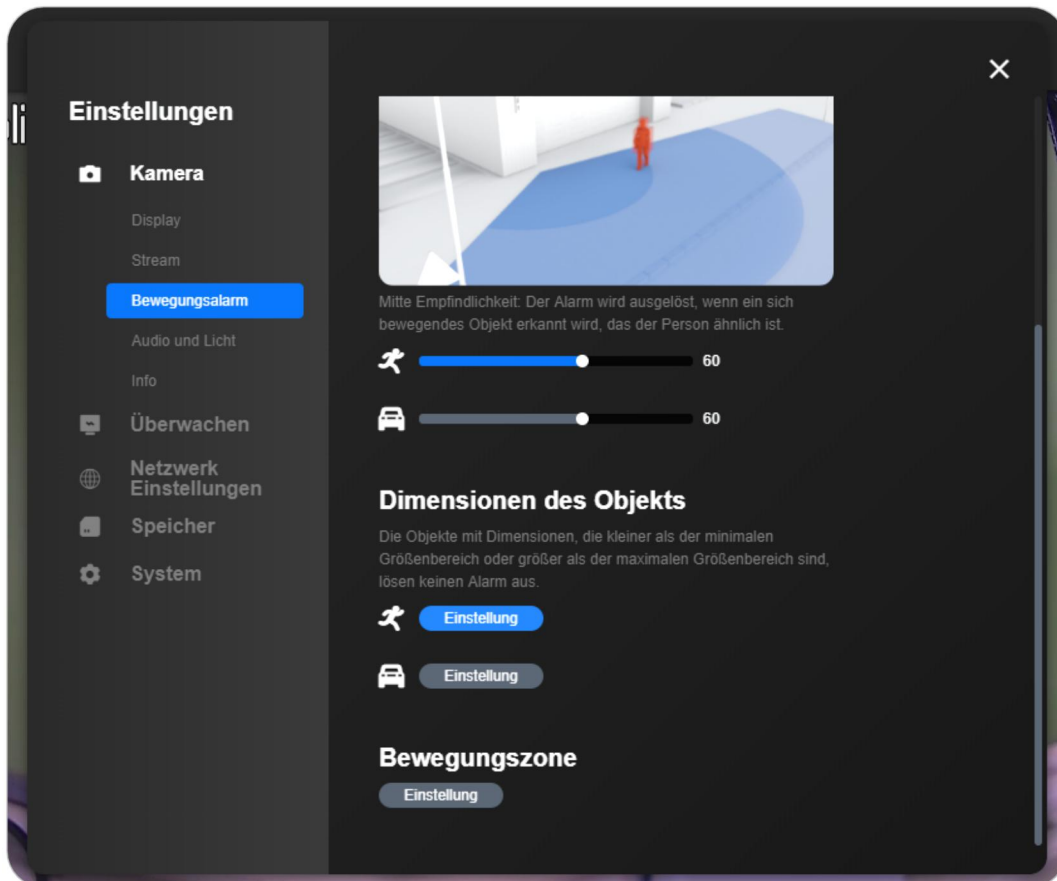 Einstellungen
Kamera
Display
Stream
Bewegungsalarm
Audio und Licht
Info
Überwachen
Netzwerk
Einstellungen
Speicher
System
Mitte Empfindlichkeit: Der Alarm wird ausgelöst, wenn ein sich
bewegendes Objekt erkannt wird, das der Person ähnlich ist.
60
60
Dimensionen des Objekts
Die Objekte mit Dimensionen, die kleiner als der minimalen
Größenbereich oder größer als der maximalen Größenbereich sind,
lösen keinen Alarm aus.
Einstellung
Einstellung
Bewegungszone
Einstellung